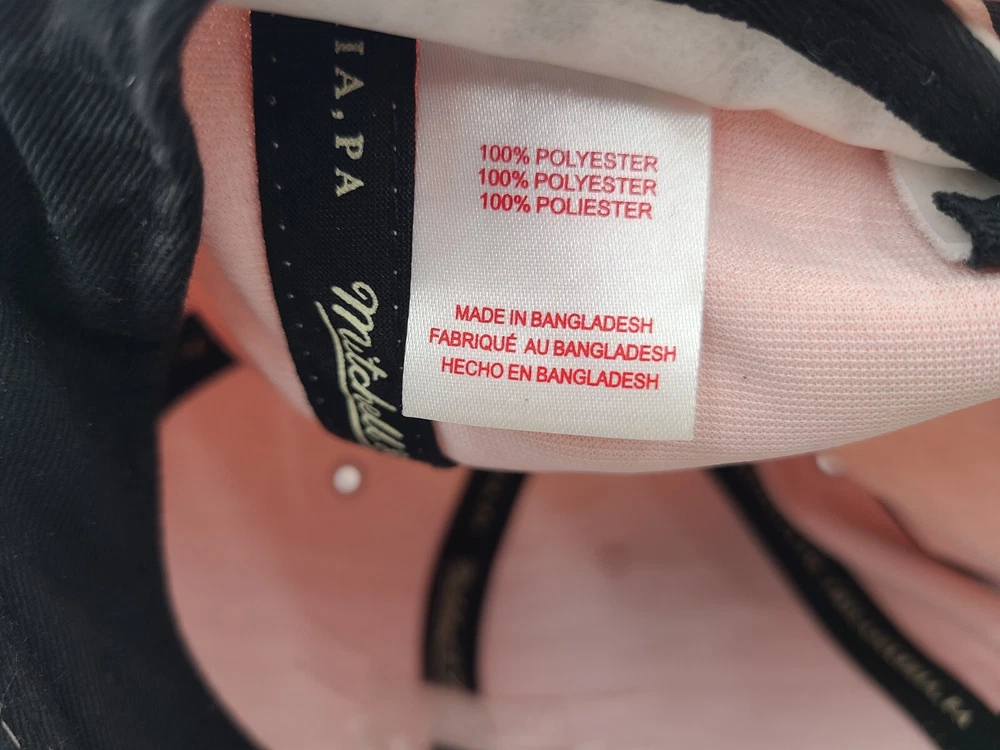 IA, PA
Mitchell
100% POLYESTER
100% POLYESTER
100% POLIESTER
MADE IN BANGLADESH
FABRIQUÉ AU BANGLADESH
HECHO EN BANGLADESH